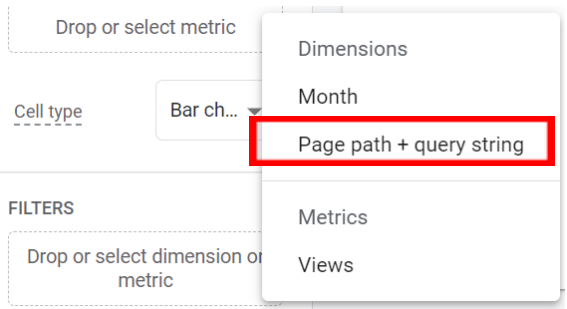 Drop or select metric
Cell type
Bar ch...
FILTERS
Drop or select dimension or
metric
Dimensions
Month
Page path + query string
Metrics
Views